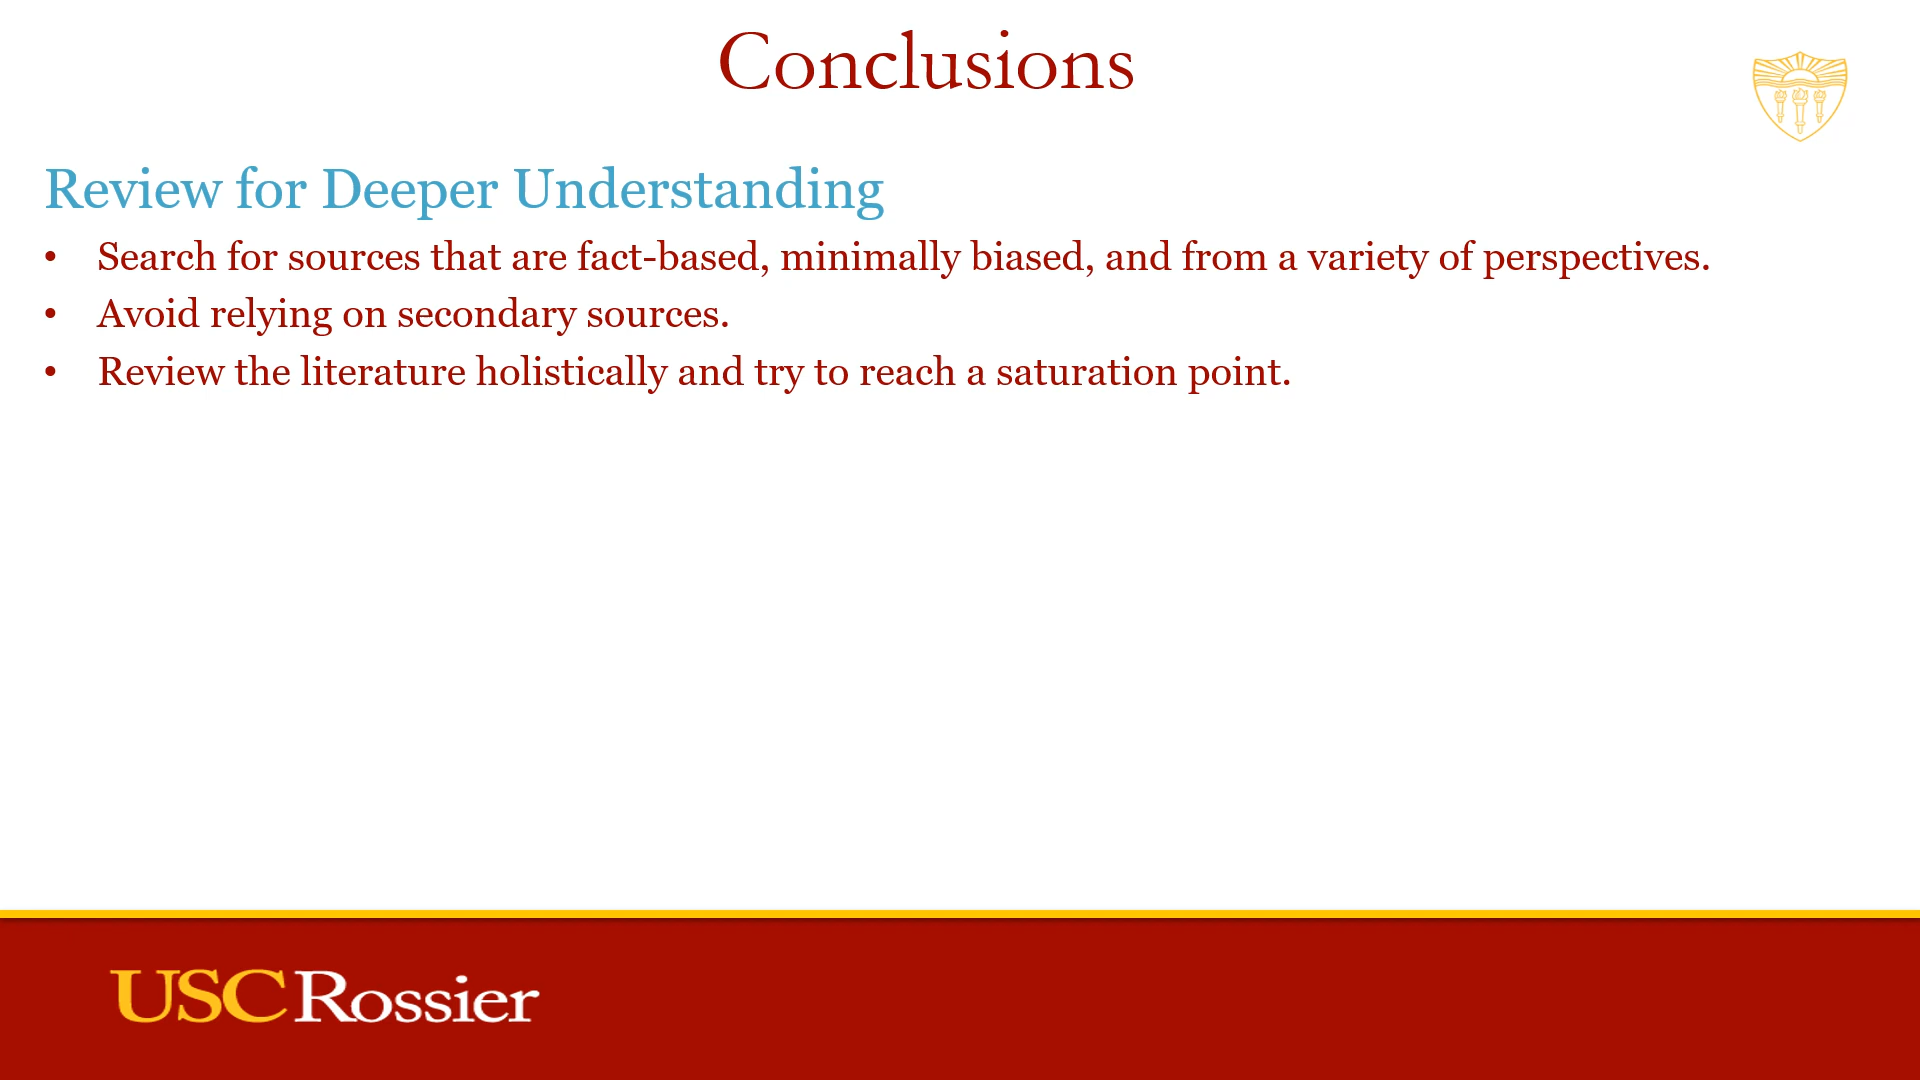 Conclusions
Review for Deeper Understanding
• Search for sources that are fact-based, minimally biased, and from a variety of perspectives.
• Avoid relying on secondary sources.
• Review the literature holistically and try to reach a saturation point.
USC Rossier